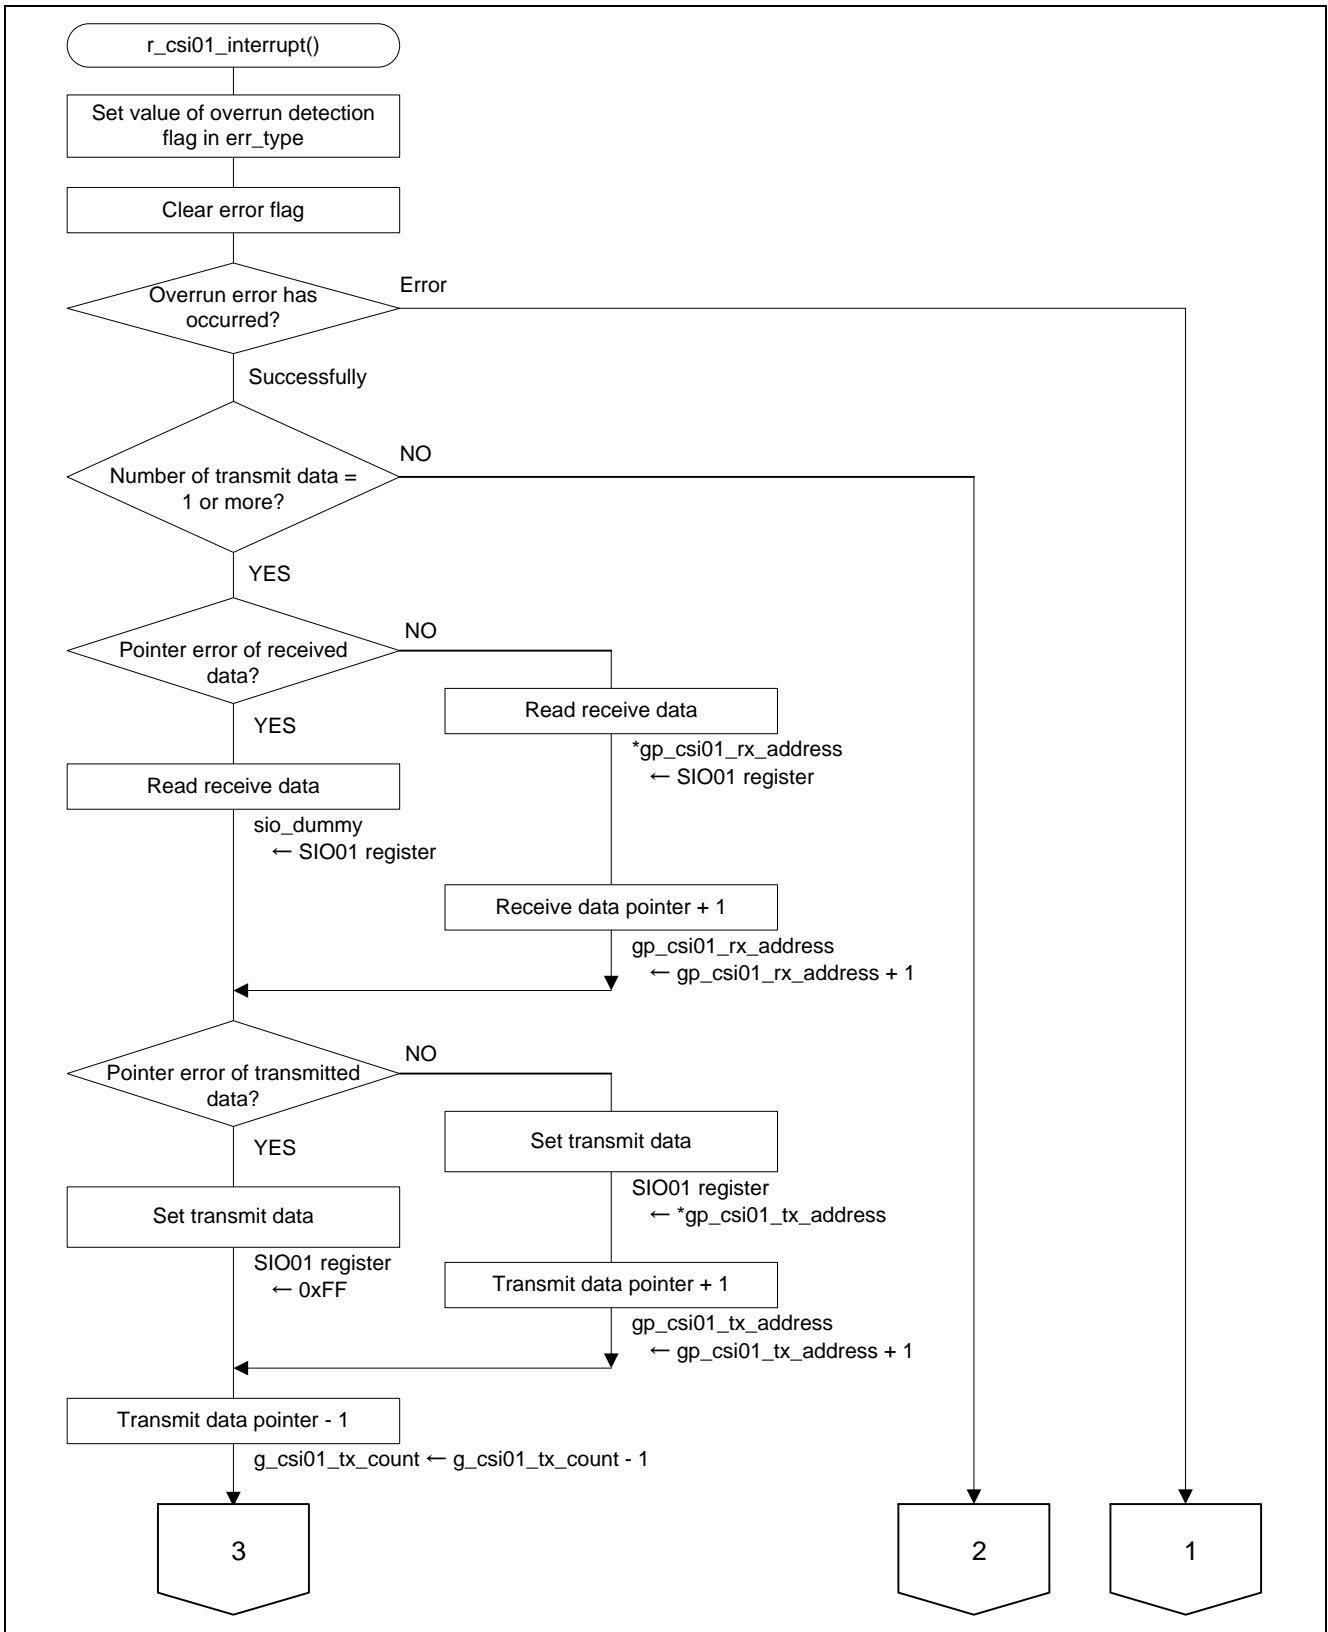 r_csi01_interrupt()
Set value of overrun detection
flag in err_type
Clear error flag
Overrun error has
occurred?
Error
Successfully
Number of transmit data =
1 or more?
NO
YES
Pointer error of received
data?
NO
YES
Read receive data
*gp_csi01_rx_address
← SIO01 register
Read receive data
sio_dummy
← SIO01 register
Receive data pointer + 1
gp_csi01_rx_address
← gp_csi01_rx_address + 1
Pointer error of transmitted
data?
NO
YES
Set transmit data
SIO01 register
← *gp_csi01_tx_address
Set transmit data
SIO01 register
← 0xFF
Transmit data pointer + 1
gp_csi01_tx_address
← gp_csi01_tx_address + 1
Transmit data pointer - 1
g_csi01_tx_count ← g_csi01_tx_count - 1
3
2
1